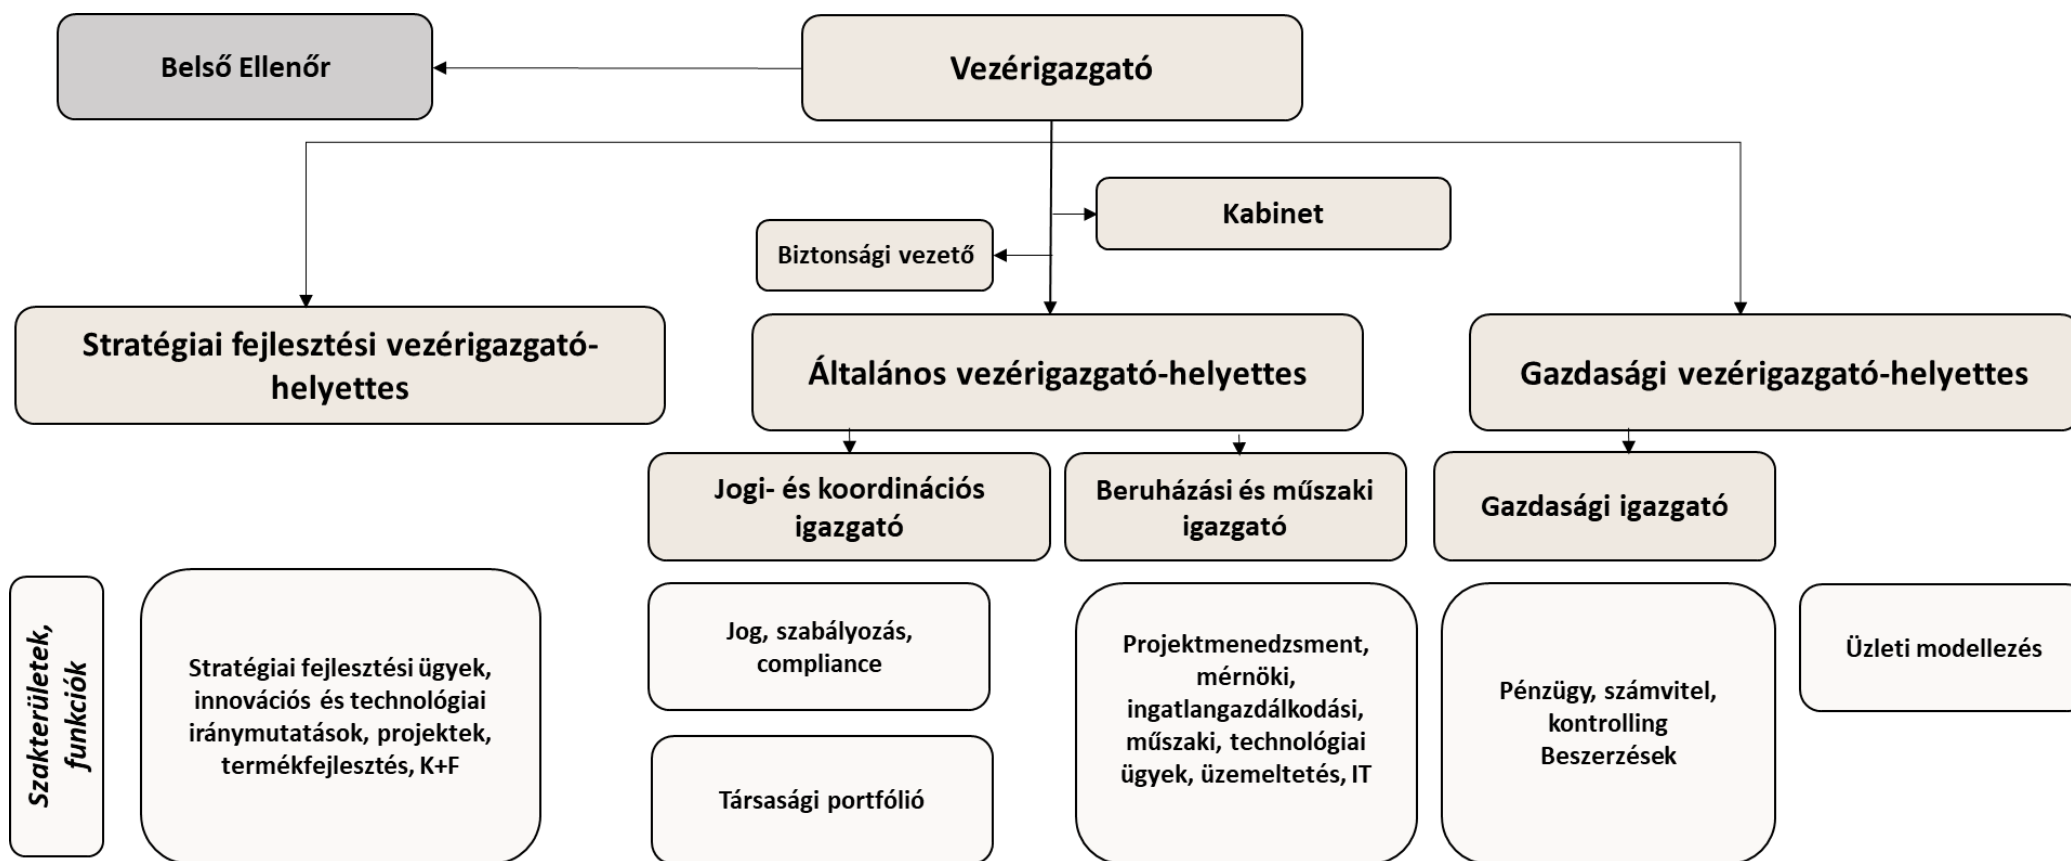 Belső Ellenőr
Vezérigazgató
Kabinet
Biztonsági vezető
Stratégiai fejlesztési vezérigazgató-
helyettes
Általános vezérigazgató-helyettes
Gazdasági vezérigazgató-helyettes
Jogi- és koordinációs
igazgató
Beruházási és műszaki
igazgató
Gazdasági igazgató
Szakterületek,
funkciók
Stratégiai fejlesztési ügyek,
innovációs és technológiai
iránymutatások, projektek,
termékfejlesztés, K+F
Jog, szabályozás,
compliance
Társasági portfólió
Projektmenedzsment,
mérnöki,
ingatlangazdálkodási,
műszaki, technológiai
ügyek, üzemeltetés, IT
Pénzügy, számvitel,
kontrolling
Beszerzések
Üzleti modellezés